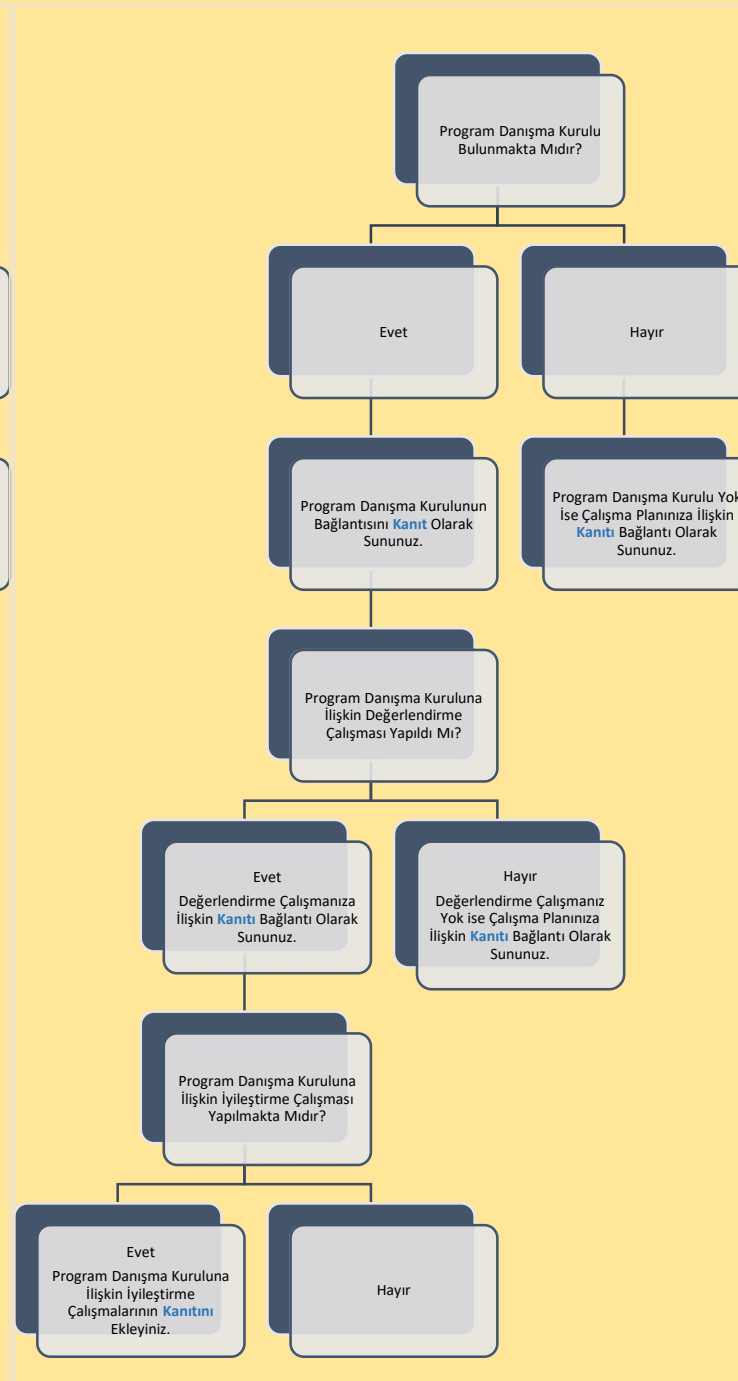 Program Danışma Kurulu
Bulunmakta Mıdır?
Evet
Hayır
Program Danışma Kurulunun
Bağlantısını Kanıt Olarak
Sununuz.
Program Danışma Kurulu Yok
İse Çalışma Planınıza İlişkin
Kanıtı Bağlantı Olarak
Sununuz.
Program Danışma Kuruluna
İlişkin Değerlendirme
Çalışması Yapıldı Mı?
Evet
Değerlendirme Çalışmanıza
İlişkin Kanıtı Bağlantı Olarak
Sununuz.
Hayır
Değerlendirme Çalışmanız
Yok ise Çalışma Planınıza
İlişkin Kanıtı Bağlantı Olarak
Sununuz.
Program Danışma Kuruluna
İlişkin İyileştirme Çalışması
Yapılmakta Mıdır?
Evet
Program Danışma Kuruluna
İlişkin İyileştirme
Çalışmalarının Kanıtını
Ekleyiniz.
Hayır